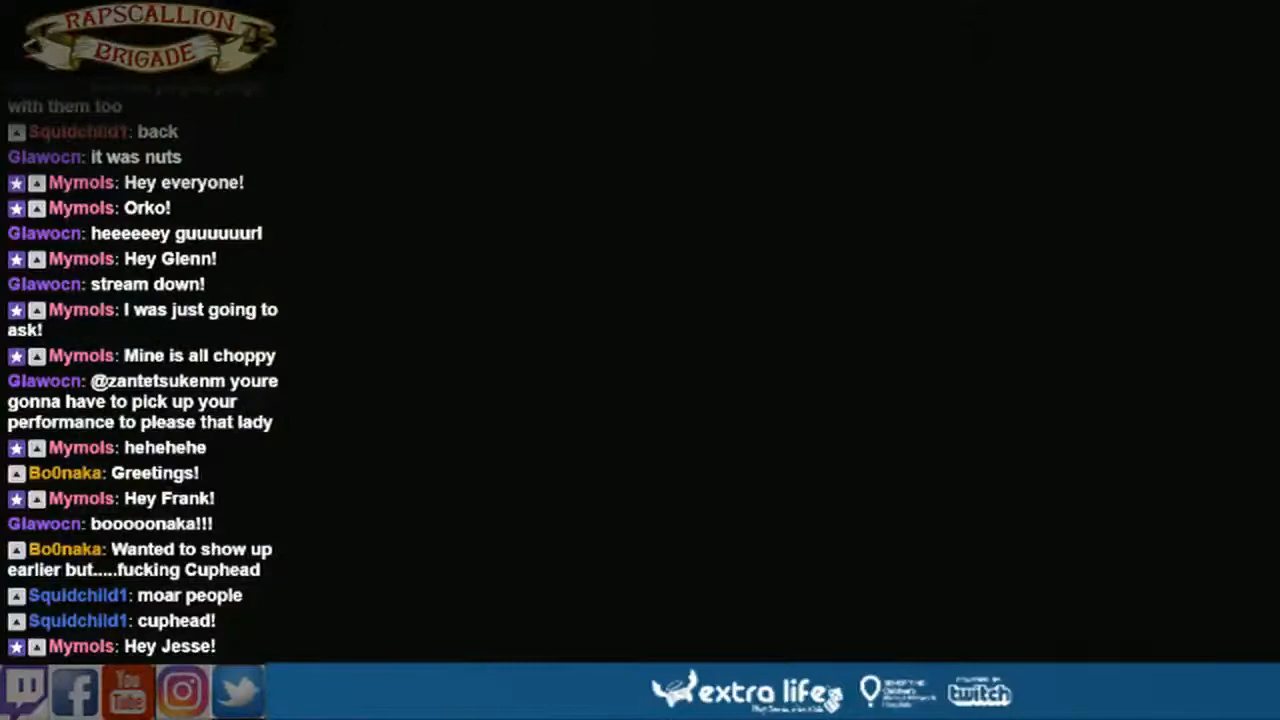 RAPSCALLION
BRIGADE
with them too
Squidchild1: back
Glawocn: it was nuts
Mymols: Hey everyone!
Mymols: Orko!
Glawocn: heeeeeey guuuuuurl
Mymols: Hey Glenn!
Glawocn: stream down!
Mymols: I was just going to
ask!
Mymols: Mine is all choppy
Glawocn: @zantetsukenm youre
gonna have to pick up your
performance to please that lady
Mymols: hehehehe
Bo0naka: Greetings!
Mymols: Hey Frank!
Glawocn: booooonaka!!!
Bo0naka: Wanted to show up
earlier but.....fucking Cuphead
Squidchild1: moar people
Squidchild1: cuphead!
Mymols: Hey Jesse!
You
Tube
extra life
twitch